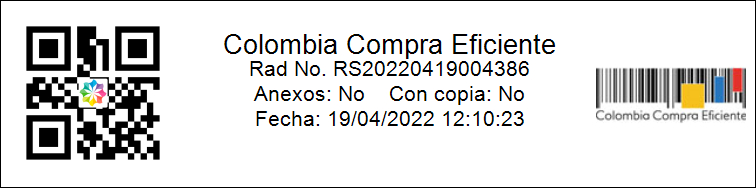 Colombia Compra Eficiente
Rad No. RS20220419004386
Anexos: No    Con copia: No
Fecha: 19/04/2022 12:10:23
Colombia Compra Eficiente